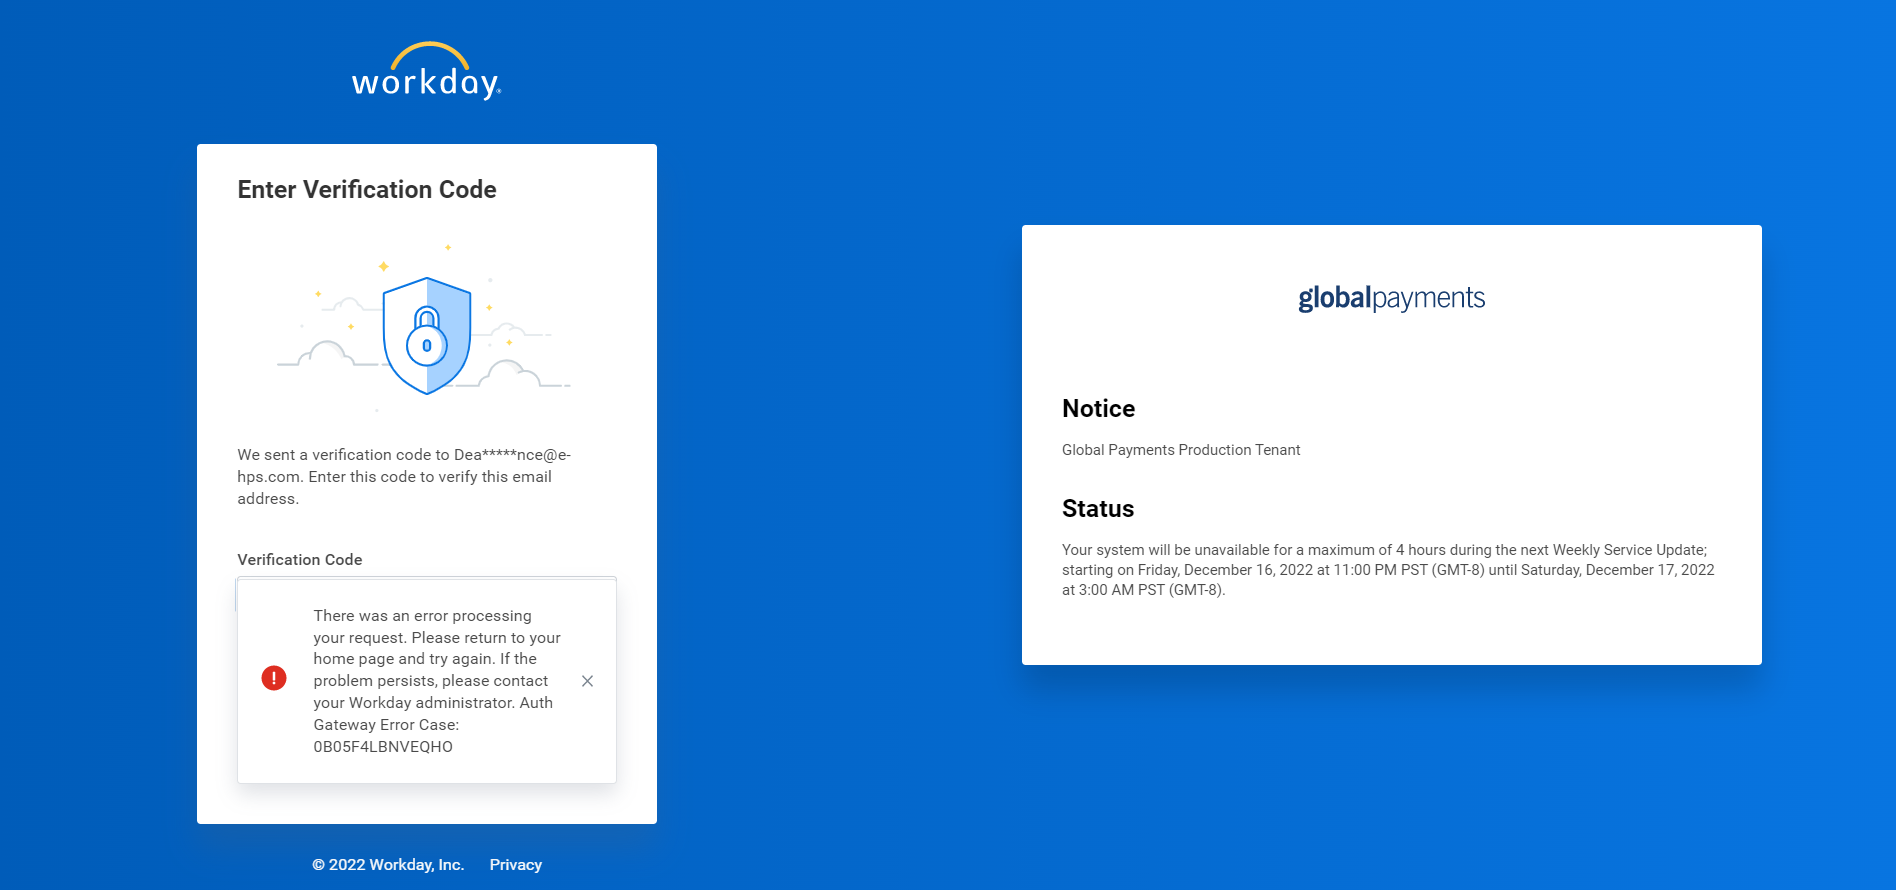 workday®
Enter Verification Code
We sent a verification code to Dea*****nce@e-
hps.com. Enter this code to verify this email
address.
Verification Code
There was an error processing
your request. Please return to your
home page and try again. If the
problem persists, please contact
your Workday administrator. Auth
Gateway Error Case:
0B05F4LBNVEQHO
© 2022 Workday, Inc. Privacy
globalpayments
Notice
Global Payments Production Tenant
Status
Your system will be unavailable for a maximum of 4 hours during the next Weekly Service Update;
starting on Friday, December 16, 2022 at 11:00 PM PST (GMT-8) until Saturday, December 17, 2022
at 3:00 AM PST (GMT-8).